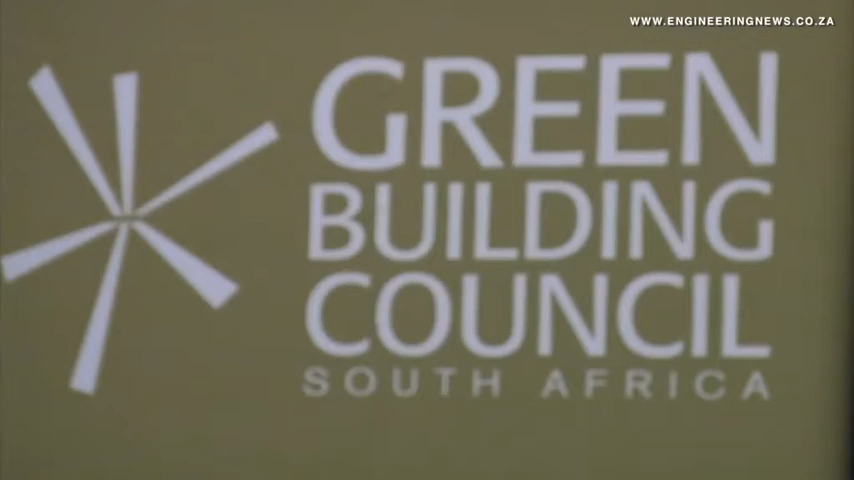 WWW.ENGINEERINGNEWS.CO.ZA
GREEN
BUILDING
COUNCIL
SOUTH AFRICA